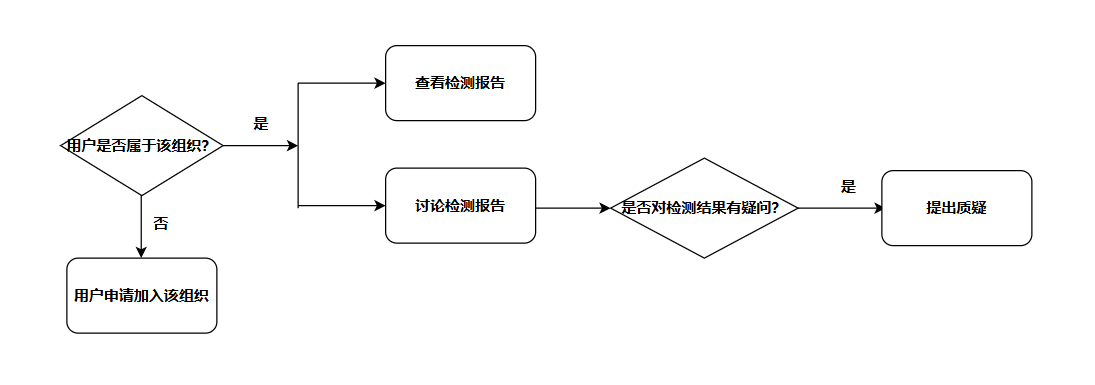 查看检测报告
是
用户是否属于该组织?
讨论检测报告
是
是否对检测结果有疑问?
提出质疑
否
用户申请加入该组织